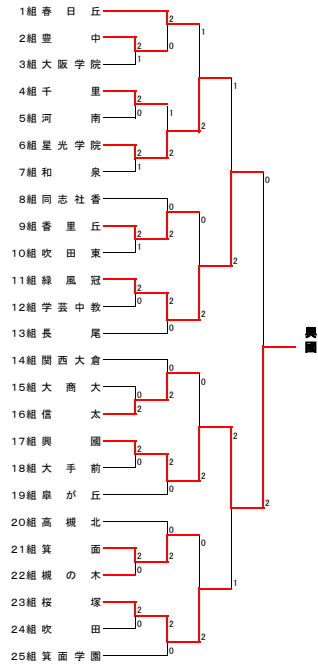 1組 春日丘
2組 豊中
3組 大阪学院
4組 千里
5組 河南
6組 星光学院
7組 和泉
8組 同志社香
9組 香里丘
10組 吹田東
11組 緑風冠
12組 学芸中教
13組 長尾
14組 関西大倉
15組 大商大
16組 信太
17組 興國
18組 大手前
19組 皐が丘
20組 高槻北
21組 箕面
22組 槻の木
23組 桜塚
24組 吹田
25組 箕面学園
2
0
2
1
2
0
1
2
2
1
1
2
0
2
2
1
2
0
2
0
0
2
1
2
0
2
0
2
0
2
2
0
2
0
0
2
2
0
0
2
2
0
2
0
2
0
0
2
2
1
興國